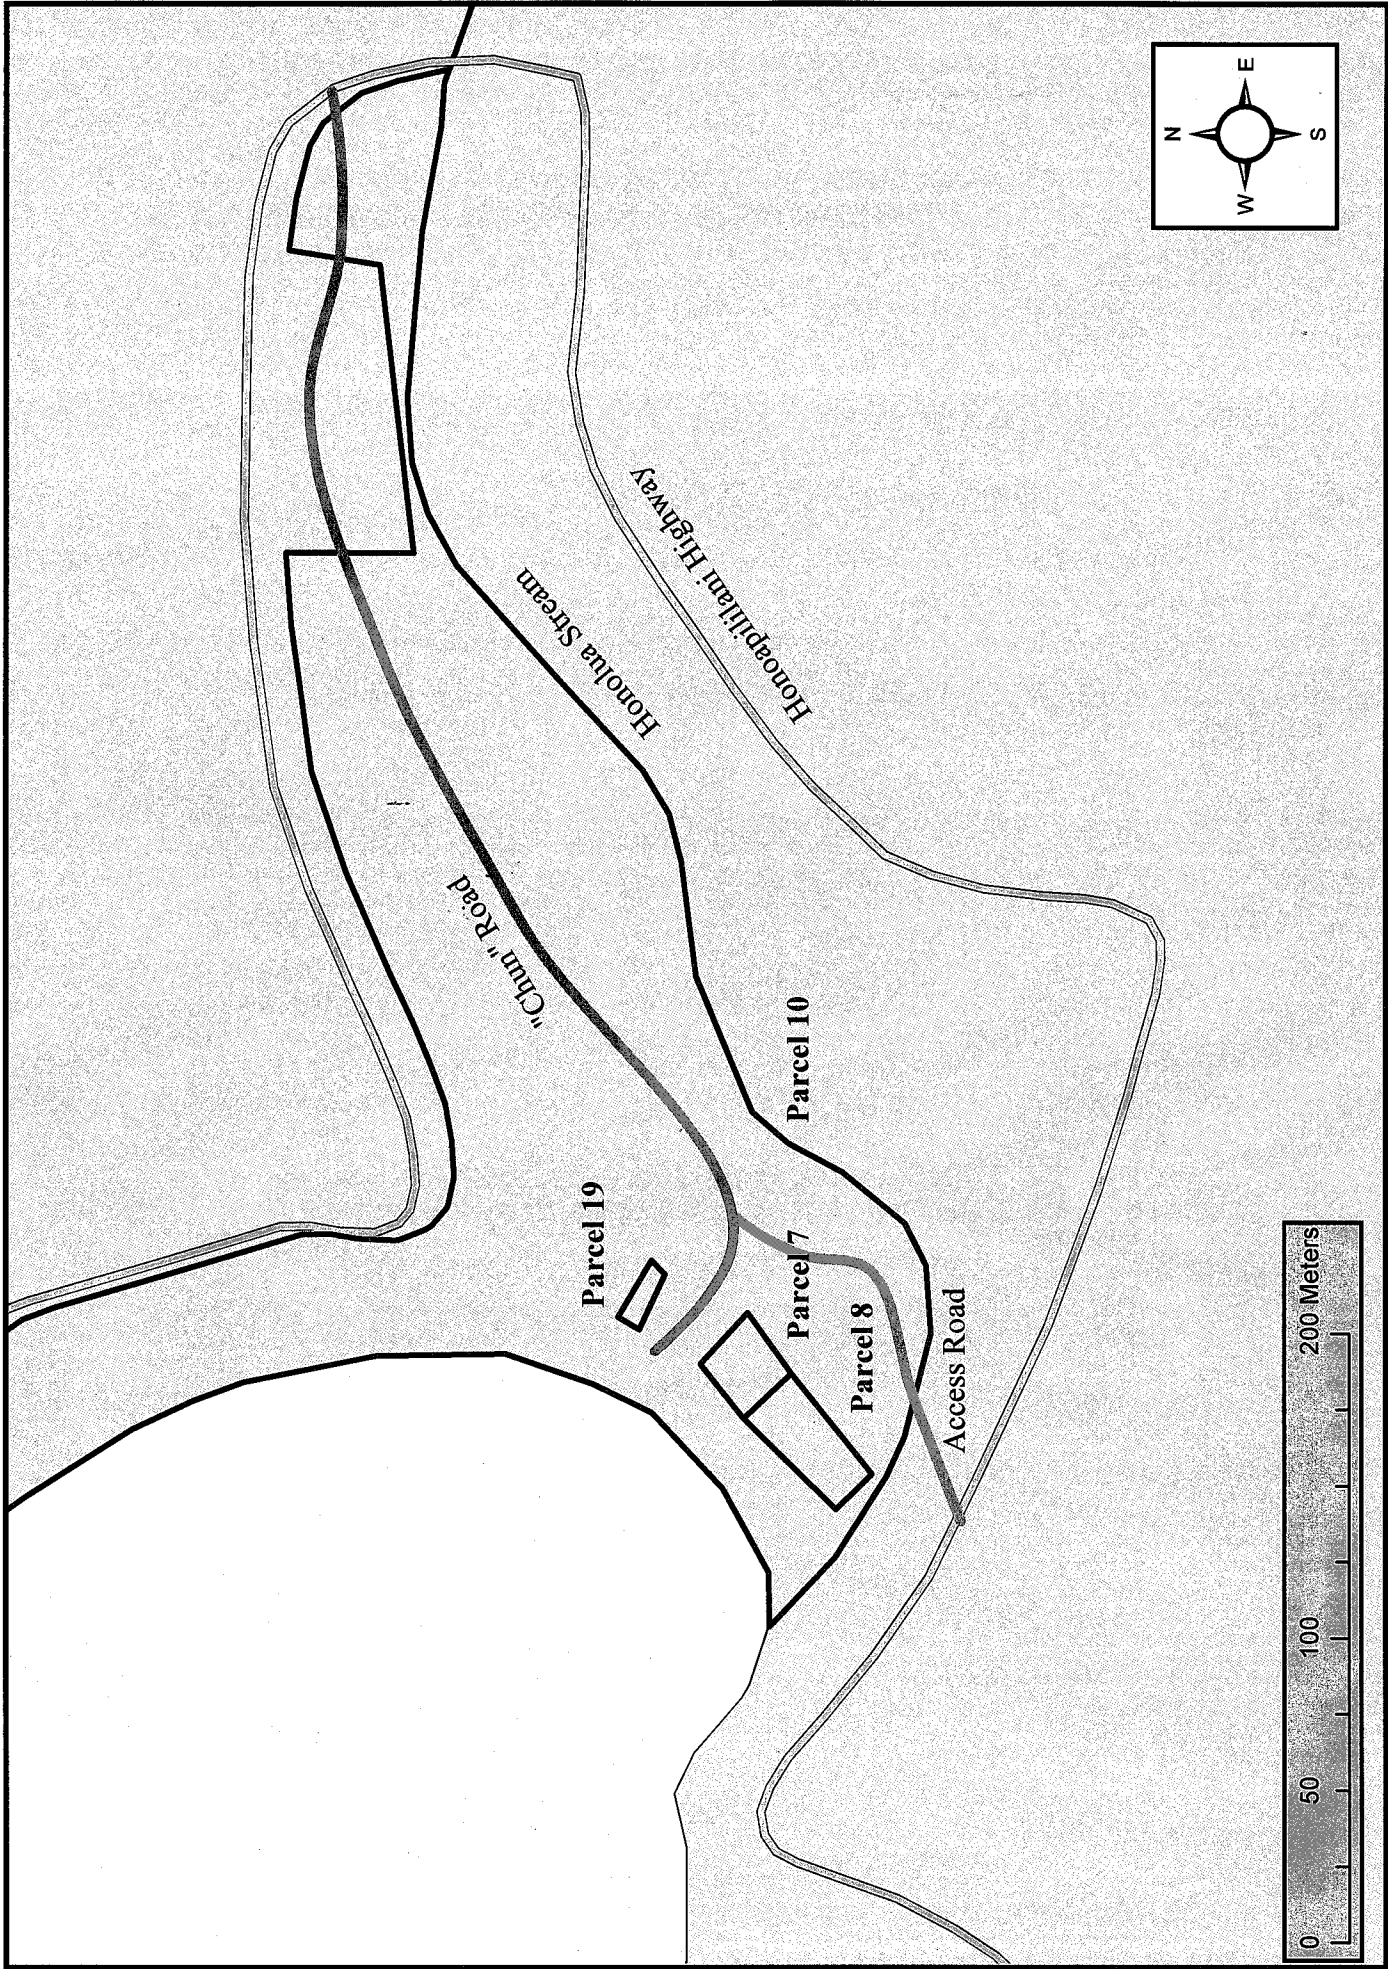 N
E
S
W
Honoapiilani Highway
Honolua Stream
"Chun" Road
Parcel 10
Parcel 19
Parcel 7
Parcel 8
Access Road
0 50 100 200 Meters